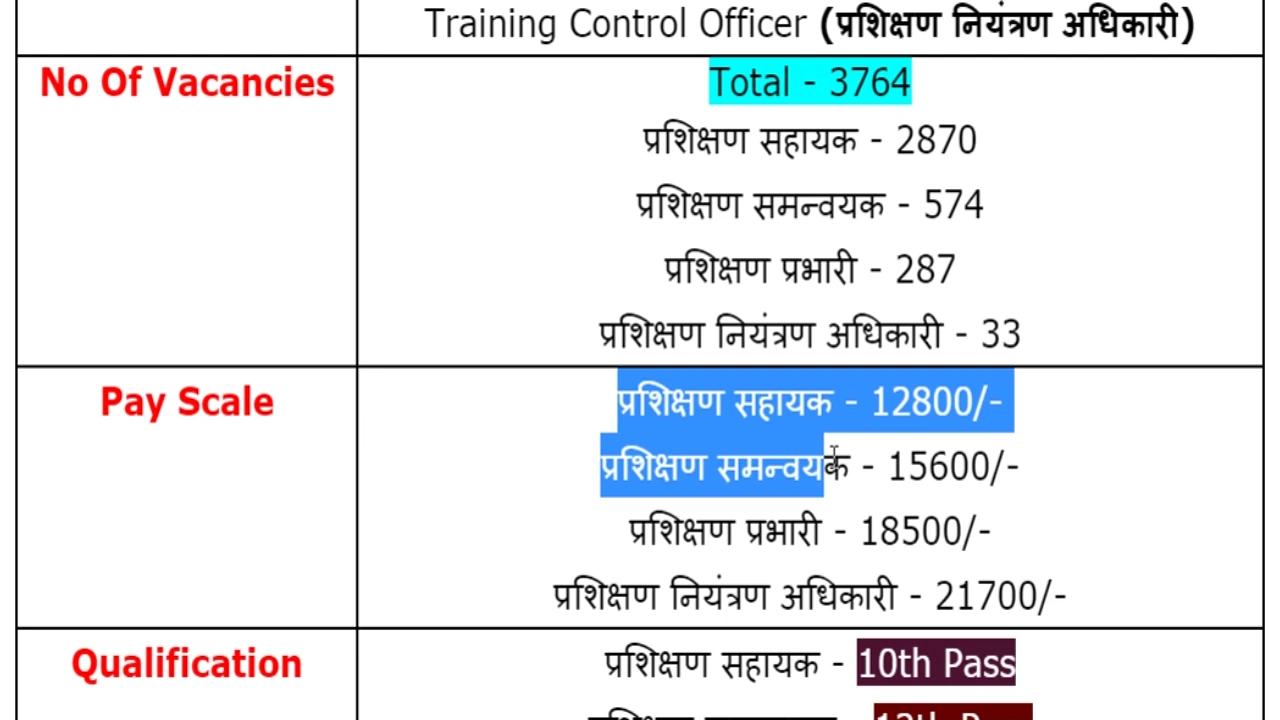 Training Control Officer (प्रशिक्षण नियंत्रण अधिकारी)
No Of Vacancies
Total - 3764
प्रशिक्षण सहायक - 2870
प्रशिक्षण समन्वयक - 574
प्रशिक्षण प्रभारी - 287
प्रशिक्षण नियंत्रण अधिकारी - 33
Pay Scale
प्रशिक्षण सहायक - 12800/-
प्रशिक्षण समन्वयक - 15600/-
प्रशिक्षण प्रभारी - 18500/-
प्रशिक्षण नियंत्रण अधिकारी - 21700/-
Qualification
प्रशिक्षण सहायक - 10th Pass